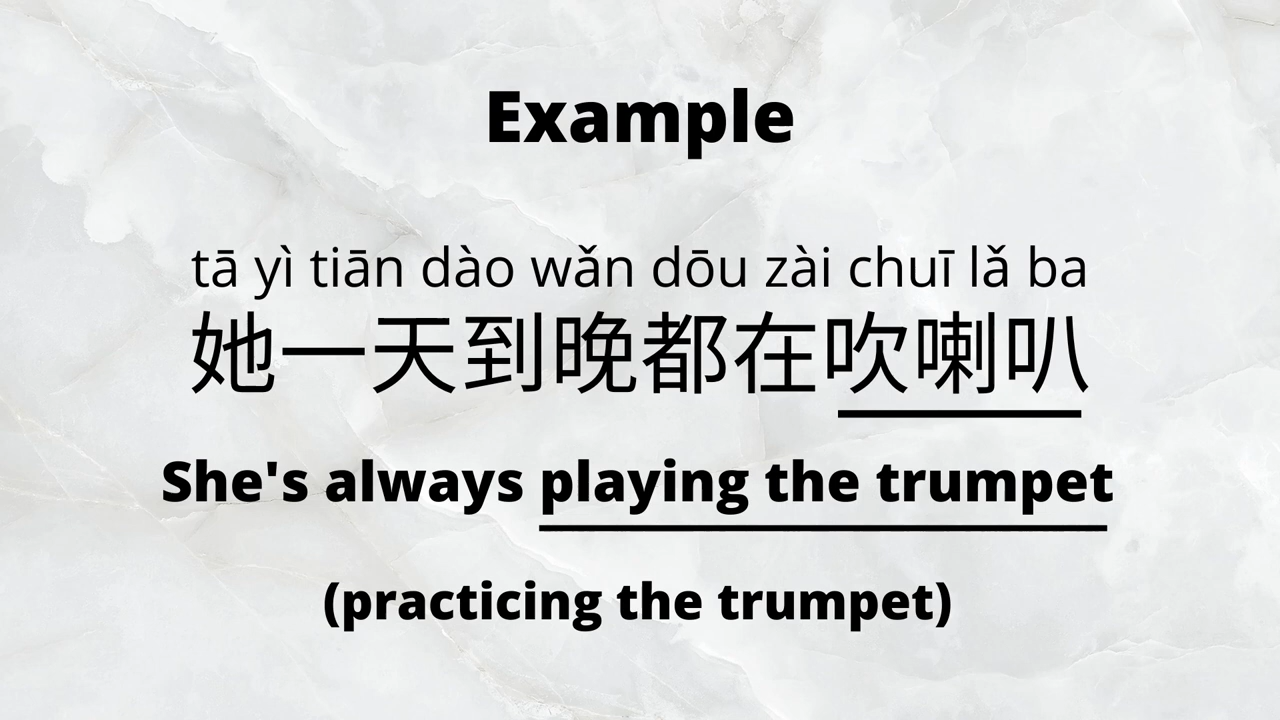 Example
tā yì tiān dào wǎn dōu zài chuī lǎ ba
她一天到晚都在吹喇叭
She's always playing the trumpet
(practicing the trumpet)